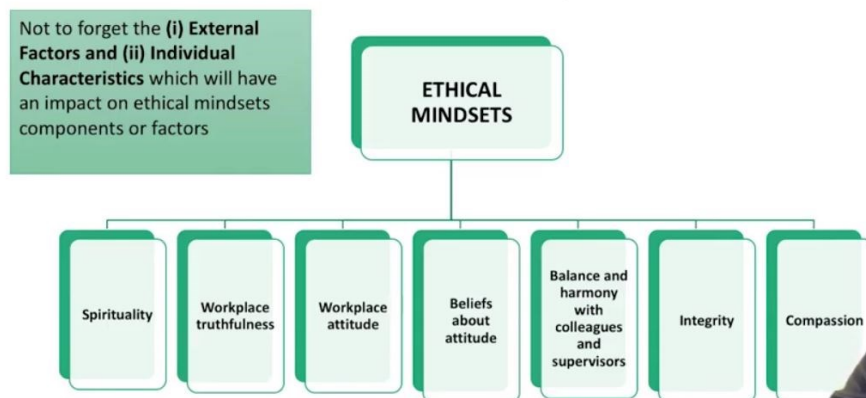 Not to forget the (i) External
Factors and (ii) Individual
Characteristics which will have
an impact on ethical mindsets
components or factors
ETHICAL
MINDSETS
Spirituality
Workplace
truthfulness
Workplace
attitude
Beliefs
about
attitude
Balance and
harmony
with
colleagues
and
supervisors
Integrity
Compassion